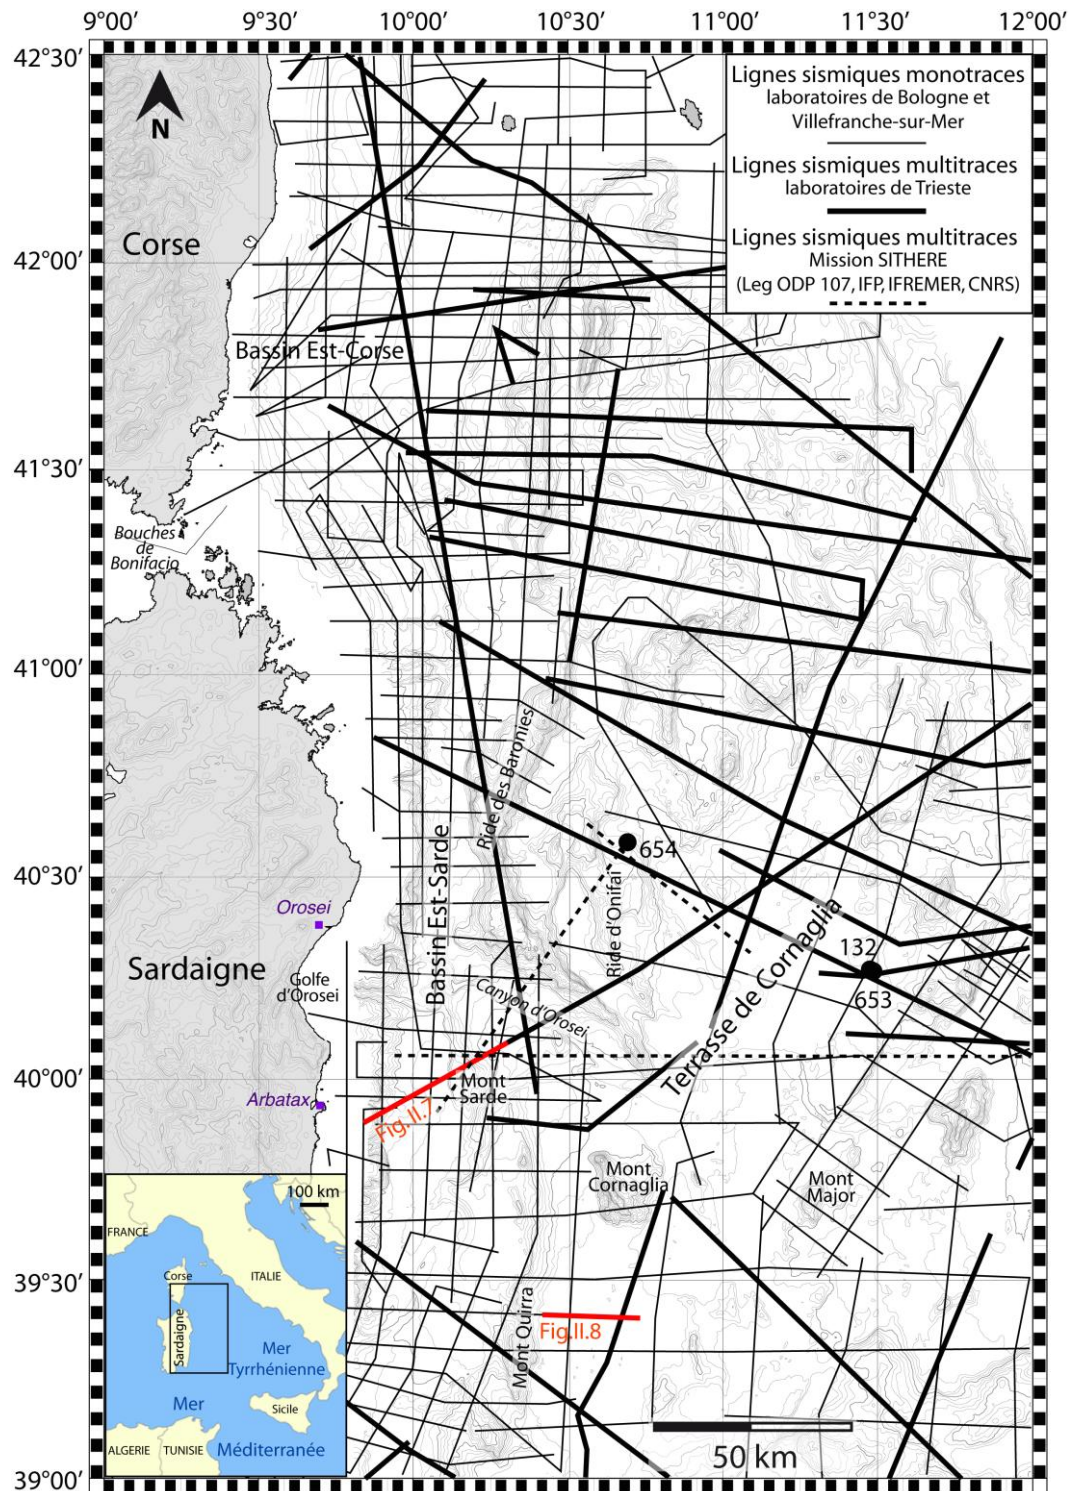 9°00’ 9°30’ 10°00’ 10°30’ 11°00’ 11°30’ 12°00’
42°30’
Lignes sismiques monotraces
laboratoires de Bologne et
Villefranche-sur-Mer
Lignes sismiques multitraces
laboratoires de Trieste
Lignes sismiques multitraces
Mission SITHERE
(Leg ODP 107, IFP, IFREMER, CNRS)
N
Corse
42°00’
Bassin Est-Corse
41°30’
Bouches
de
Bonifacio
41°00’
Ride des Baronies
654
40°30’
Bassin Est-Sarde
Ride d'Onifai
Orosei
132
653
Sardaigne
Golfe
d'Orosei
Canyon d'Orosei
Terrasse de Cornaglia
40°00’
Mont
Sarde
Arbatax
Fig.II.7
Mont
Cornaglia
Mont
Major
39°30’
Mont Quirra
Fig.II.8
50 km
39°00’
100 km
FRANCE
Corse
ITALIE
Sardaigne
Mer
Tyrrhénienne
Mer
Sicile
ALGERIE
TUNISIE
Méditerranée